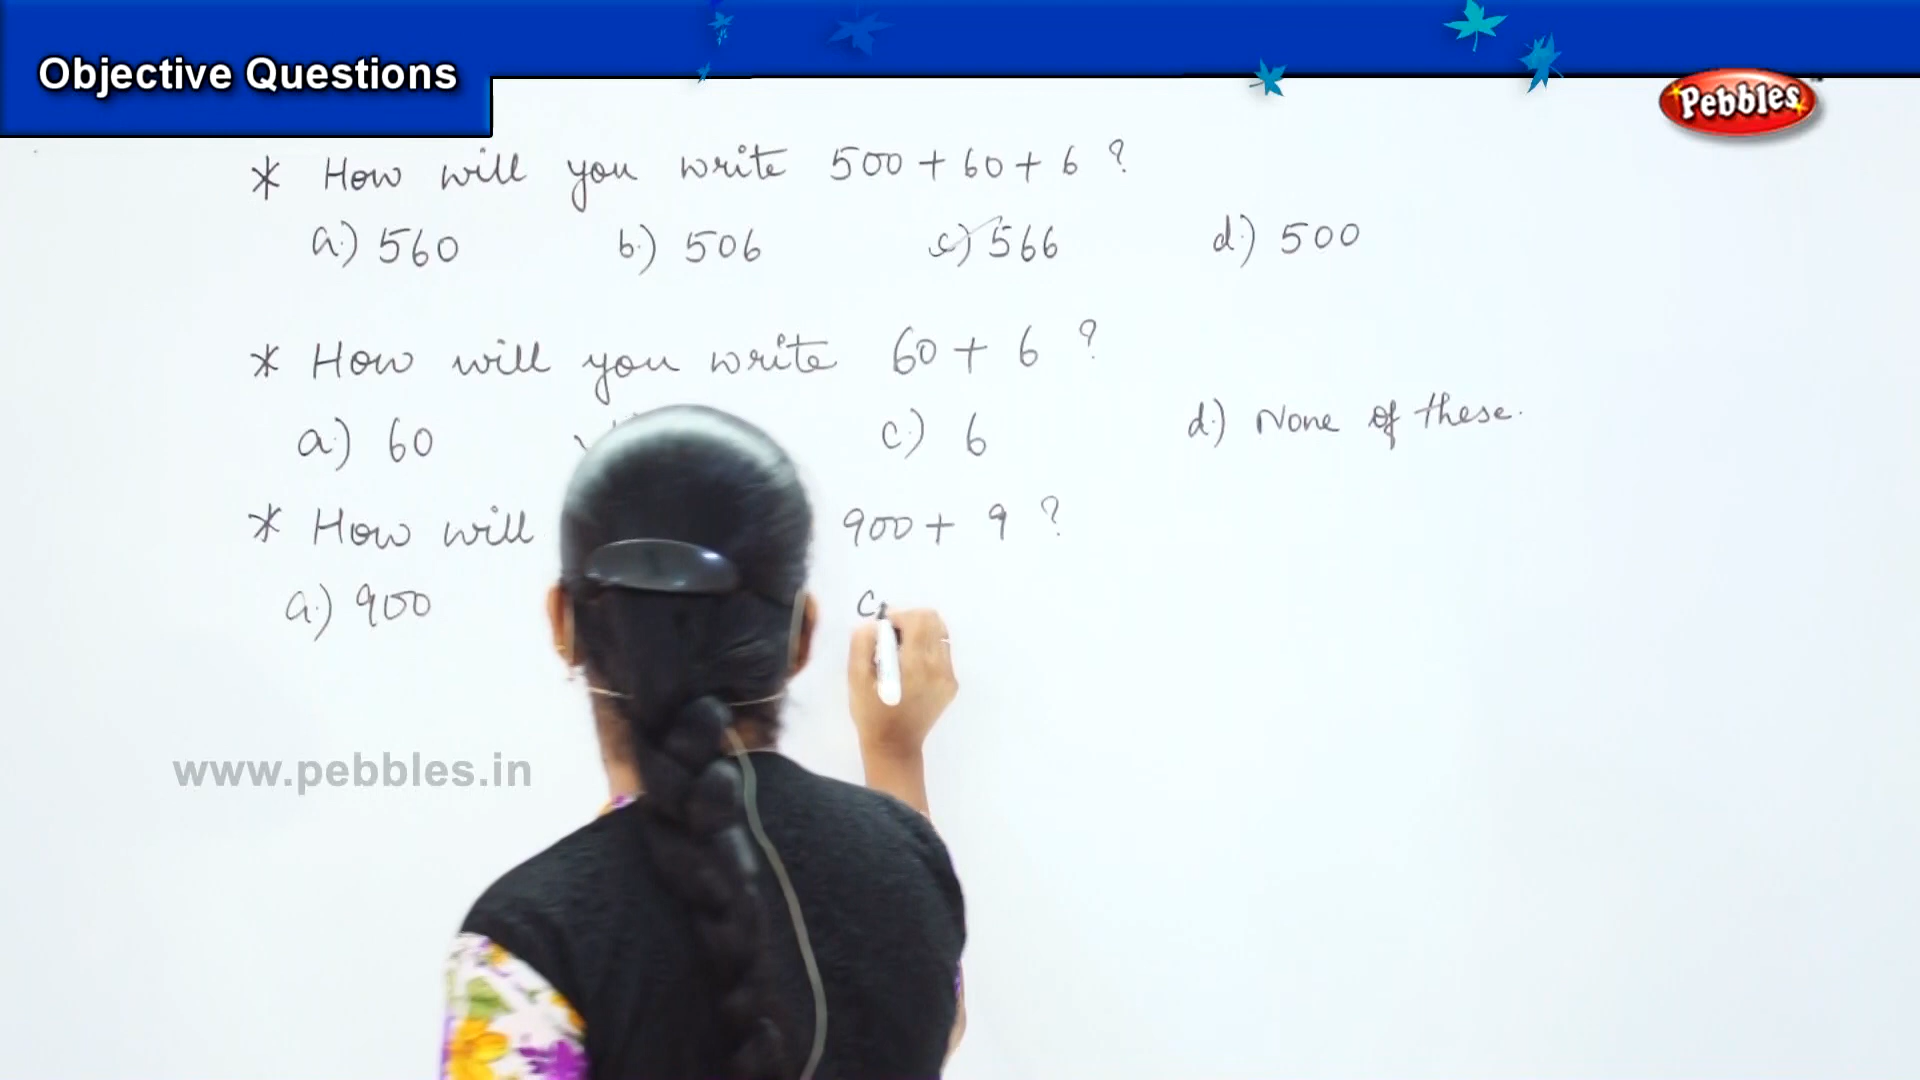 Objective Questions
Pebbles
* How will you write 500 + 60 + 6 ?
a.) 560 b.) 506 c.) 566 d.) 500
* How will you write 60 + 6 ?
a.) 60 c.) 6 d.) None of these.
* How will 900 + 9 ?
a.) 900 c
www.pebbles.in